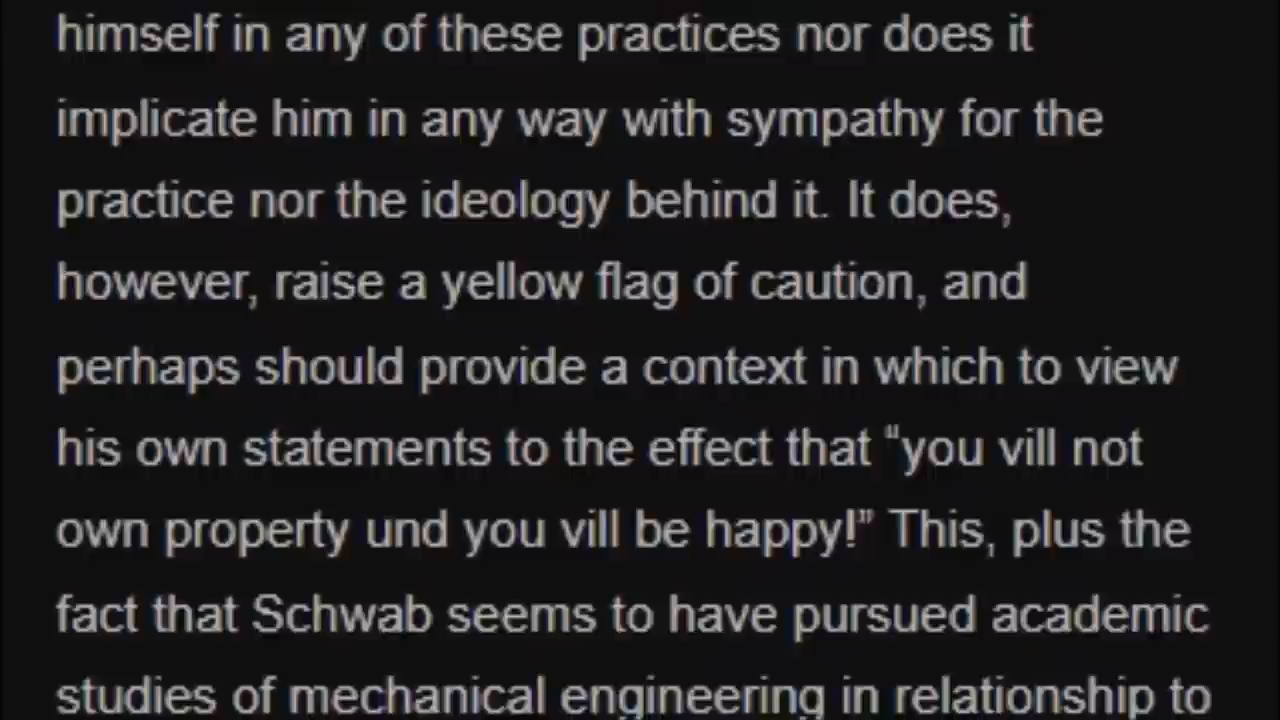 himself in any of these practices nor does it
implicate him in any way with sympathy for the
practice nor the ideology behind it. It does,
however, raise a yellow flag of caution, and
perhaps should provide a context in which to view
his own statements to the effect that “you vill not
own property und you vill be happy!” This, plus the
fact that Schwab seems to have pursued academic
studies of mechanical engineering in relationship to